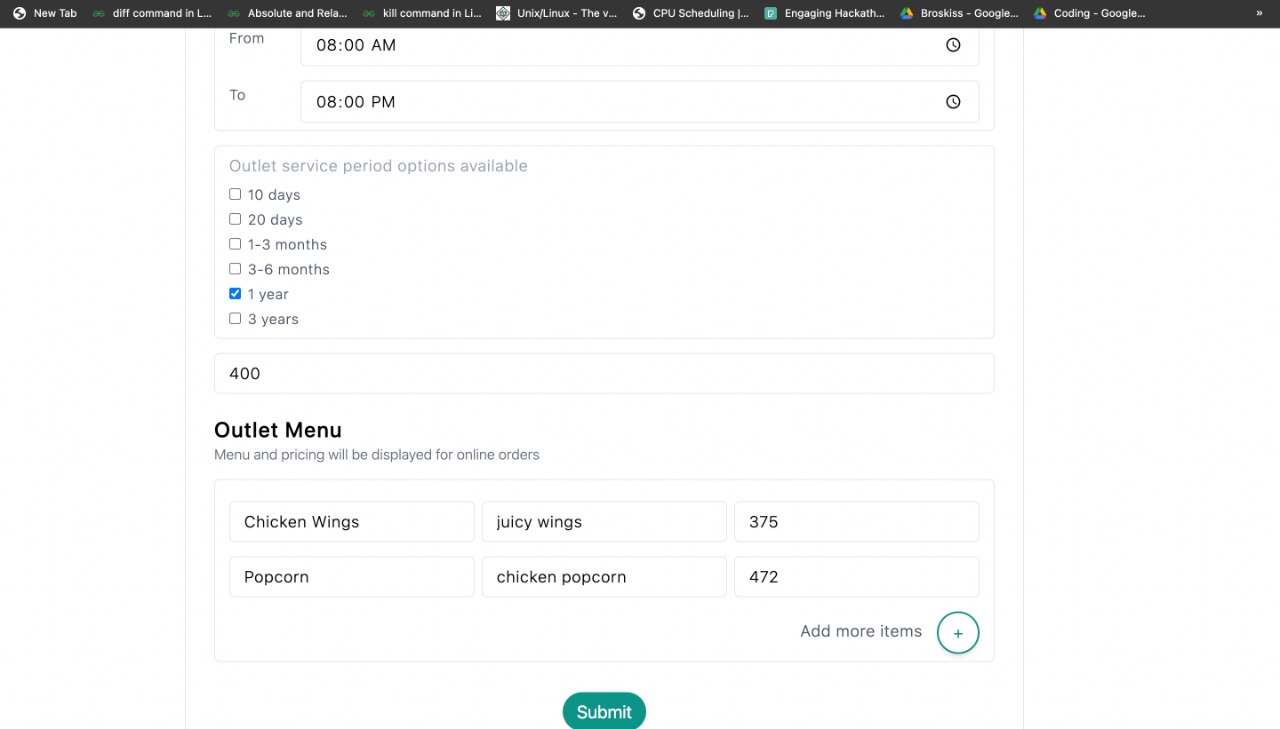 New Tab diff command in L... Absolute and Rela... kill command in Li... Unix/Linux - The v... CPU Scheduling |... Engaging Hackath... Broskiss - Google... Coding - Google... »
From 08:00 AM
To 08:00 PM
Outlet service period options available
10 days
20 days
1-3 months
3-6 months
1 year
3 years
400
Outlet Menu
Menu and pricing will be displayed for online orders
Chicken Wings juicy wings 375
Popcorn chicken popcorn 472
Add more items +
Submit